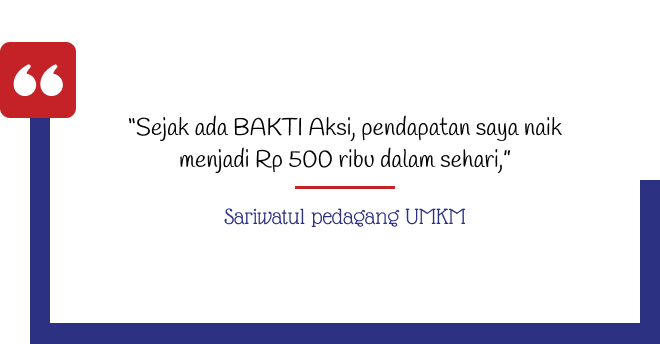 “Sejak ada BAKTI Aksi, pendapatan saya naik
menjadi Rp 500 ribu dalam sehari,”
Sariwatul pedagang UMKM